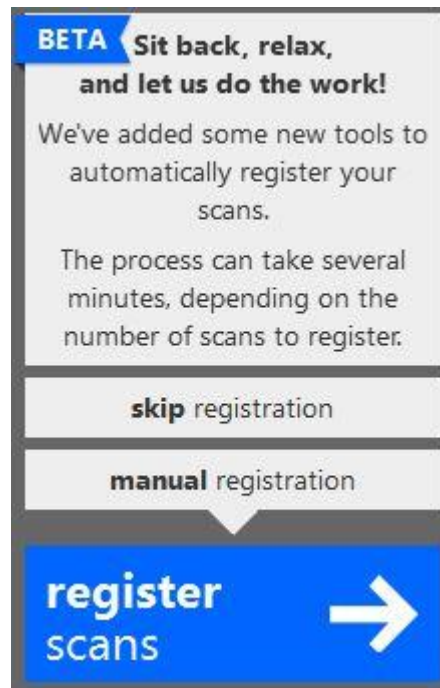 BETA
Sit back, relax,
and let us do the work!
We've added some new tools to
automatically register your
scans.
The process can take several
minutes, depending on the
number of scans to register.
skip registration
manual registration
register
scans